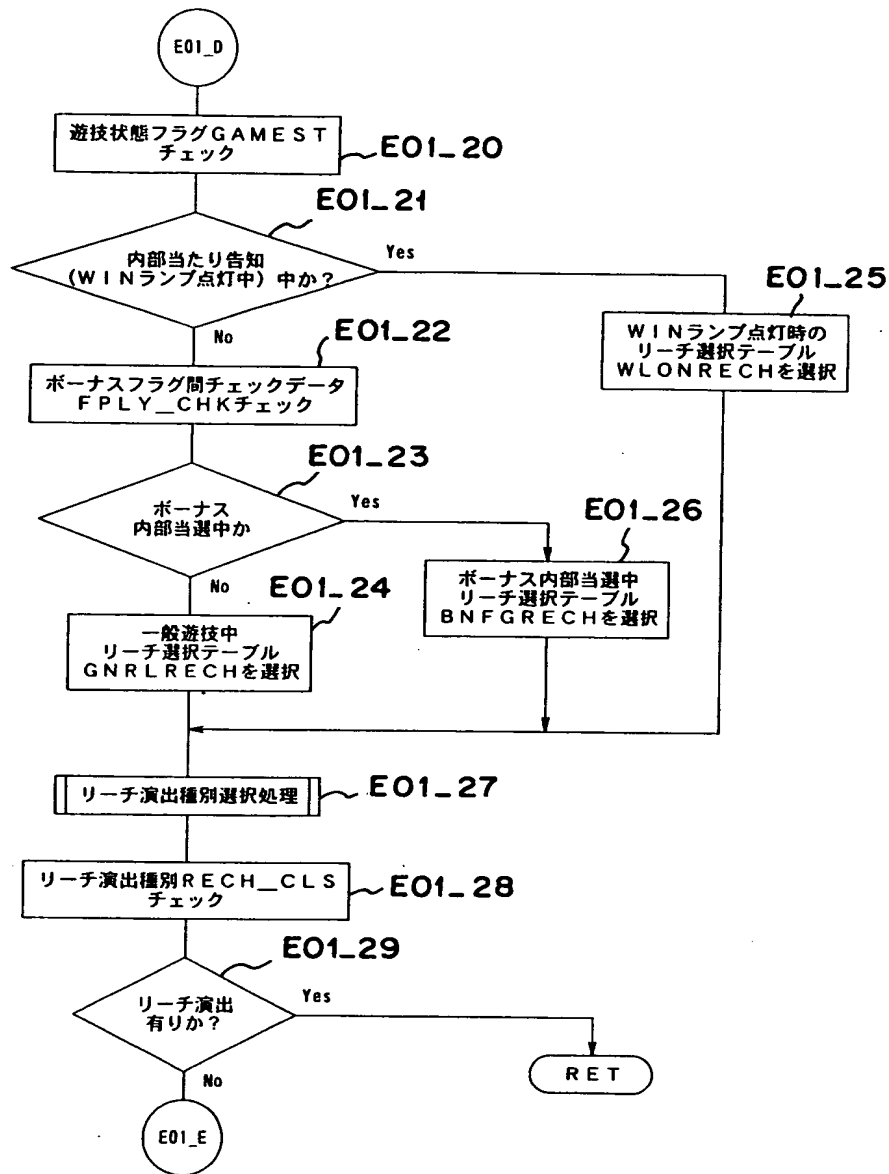 E01_D
遊技状態フラグGAMEST
チェック
E01_20
E01_21
内部当たり告知
(WINランプ点灯中)中か?
Yes
No
E01_25
WINランプ点灯時の
リーチ選択テーブル
WLONRECHを選択
E01_22
ボーナスフラグ間チェックデータ
FPLY_CHKチェック
E01_23
ボーナス
内部当選中か
Yes
No
E01_26
ボーナス内部当選中
リーチ選択テーブル
BNFGRECHを選択
E01_24
一般遊技中
リーチ選択テーブル
GNRLRECHを選択
リーチ演出種別選択処理
E01_27
リーチ演出種別RECH_CLS
チェック
E01_28
E01_29
リーチ演出
有りか?
Yes
No
RET
E01_E